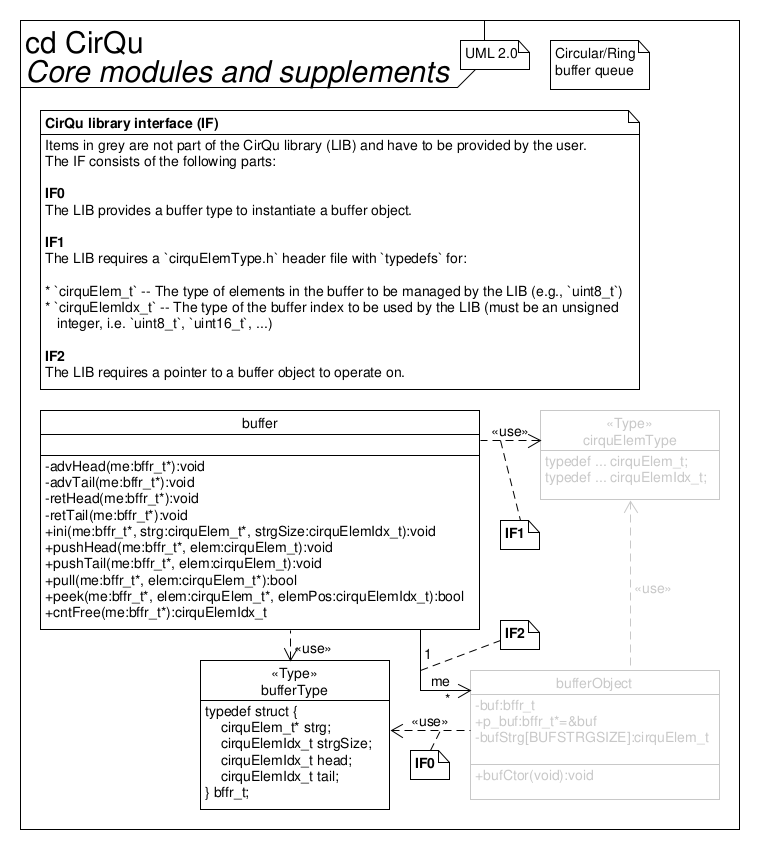 cd CirQu
Core modules and supplements
UML 2.0
Circular/Ring
buffer queue
CirQu library interface (IF)
Items in grey are not part of the CirQu library (LIB) and have to be provided by the user.
The IF consists of the following parts:
IF0
The LIB provides a buffer type to instantiate a buffer object.
IF1
The LIB requires a `cirquElemType.h` header file with `typedefs` for:
* `cirquElem_t` -- The type of elements in the buffer to be managed by the LIB (e.g., `uint8_t`)
* `cirquElemIdx_t` -- The type of the buffer index to be used by the LIB (must be an unsigned
integer, i.e. `uint8_t`, `uint16_t`, ...)
IF2
The LIB requires a pointer to a buffer object to operate on.
buffer
-advHead(me:bffr_t*):void
-advTail(me:bffr_t*):void
-retHead(me:bffr_t*):void
-retTail(me:bffr_t*):void
+ini(me:bffr_t*, strg:cirquElem_t*, strgSize:cirquElemIdx_t):void
+pushHead(me:bffr_t*, elem:cirquElem_t):void
+pushTail(me:bffr_t*, elem:cirquElem_t):void
+pull(me:bffr_t*, elem:cirquElem_t*):bool
+peek(me:bffr_t*, elem:cirquElem_t*, elemPos:cirquElemIdx_t):bool
+cntFree(me:bffr_t*):cirquElemIdx_t
«use»
«Type»
cirquElemType
typedef ... cirquElem_t;
typedef ... cirquElemIdx_t;
IF1
«use»
IF2
«use»
1
me
*
«Type»
bufferType
typedef struct {
cirquElem_t* strg;
cirquElemIdx_t strgSize;
cirquElemIdx_t head;
cirquElemIdx_t tail;
} bffr_t;
«use»
IF0
bufferObject
-buf:bffr_t
+p_buf:bffr_t*=&buf
-bufStrg[BUFSTRGSIZE]:cirquElem_t
+bufCtor(void):void